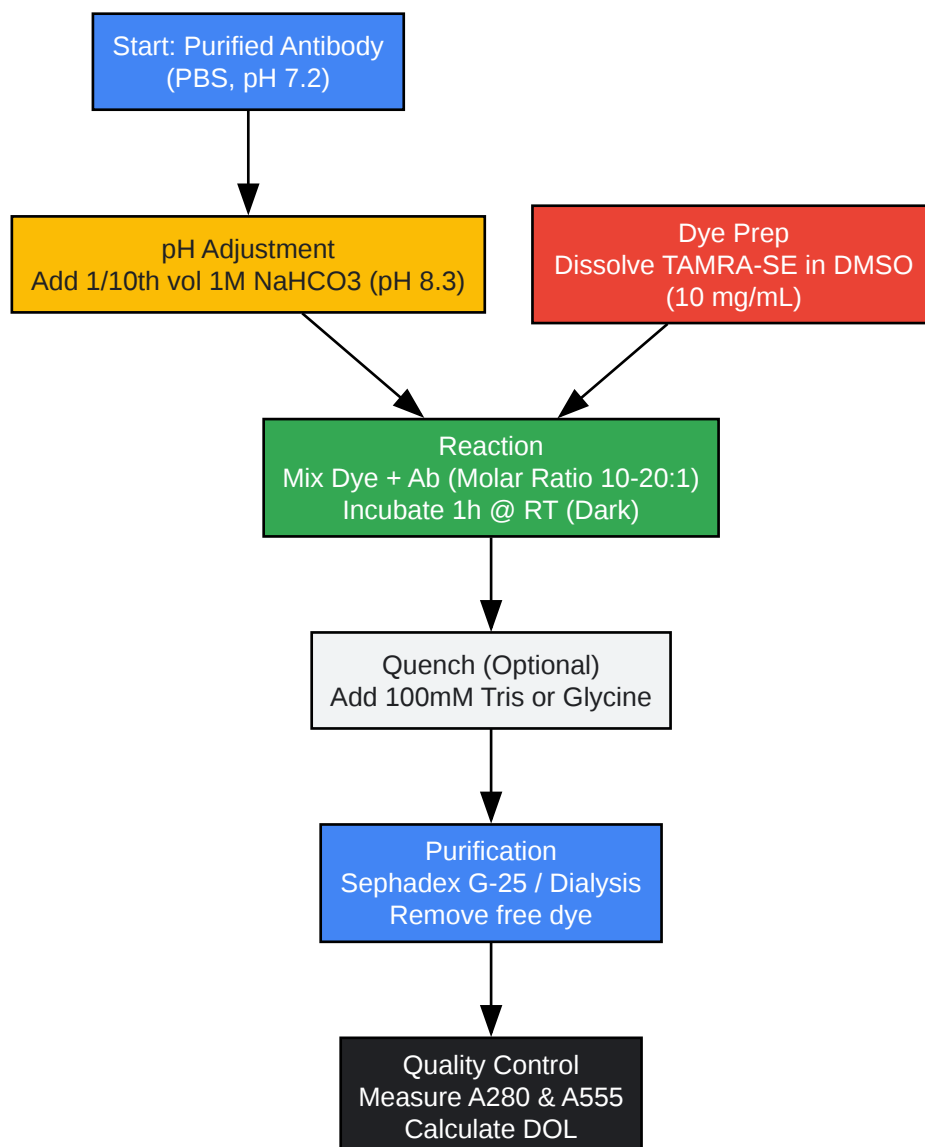 Start: Purified Antibody
(PBS, pH 7.2)
pH Adjustment
Add 1/10th vol 1M NaHCO3 (pH 8.3)
Dye Prep
Dissolve TAMRA-SE in DMSO
(10 mg/mL)
Reaction
Mix Dye + Ab (Molar Ratio 10-20:1)
Incubate 1h @ RT (Dark)
Quench (Optional)
Add 100mM Tris or Glycine
Purification
Sephadex G-25 / Dialysis
Remove free dye
Quality Control
Measure A280 & A555
Calculate DOL